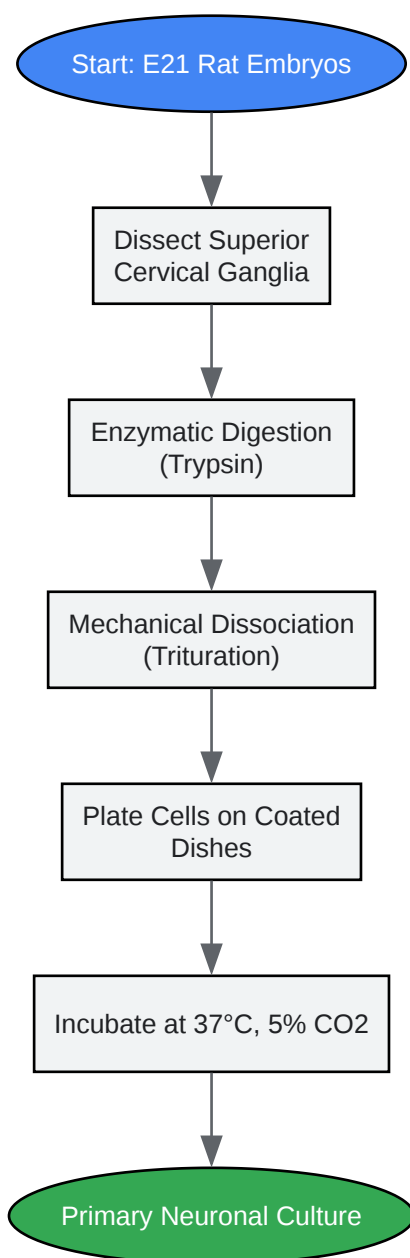 Start: E21 Rat Embryos
Dissect Superior
Cervical Ganglia
Enzymatic Digestion
(Trypsin)
Mechanical Dissociation
(Trituration)
Plate Cells on Coated
Dishes
Incubate at 37°C, 5% CO2
Primary Neuronal Culture